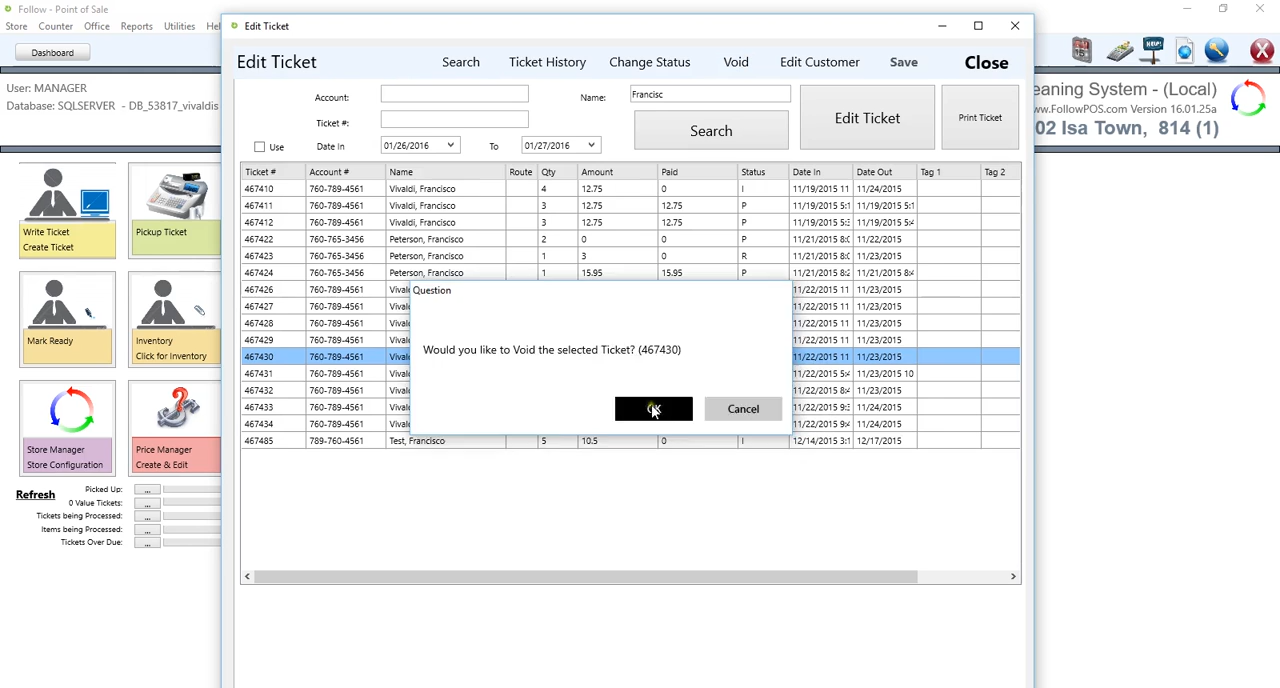 Follow - Point of Sale
Store Counter Office Reports Utilities Hel
Dashboard
User: MANAGER
Database: SQLSERVER - DB_53817_vivaldis
Write Ticket
Create Ticket
Pickup Ticket
Mark Ready
Inventory
Click for Inventory
Store Manager
Store Configuration
Price Manager
Create & Edit
Refresh
Picked Up: ...
0 Value Tickets: ...
Tickets being Processed: ...
Items being Processed: ...
Tickets Over Due: ...
Edit Ticket
Edit Ticket Search Ticket History Change Status Void Edit Customer Save Close
Account: Name: Francisc
Ticket #: Search Edit Ticket Print Ticket
Use Date In 01/26/2016 To 01/27/2016
Ticket # Account # Name Route Qty Amount Paid Status Date In Date Out Tag 1 Tag 2
467410 760-789-4561 Vivaldi, Francisco 4 12.75 0 I 11/19/2015 11 11/24/2015
467411 760-789-4561 Vivaldi, Francisco 3 12.75 12.75 P 11/19/2015 5:1 11/19/2015 5:1
467412 760-789-4561 Vivaldi, Francisco 3 12.75 12.75 P 11/19/2015 5:3 11/19/2015 5:4
467422 760-765-3456 Peterson, Francisco 2 0 0 P 11/21/2015 8:0 11/22/2015
467423 760-765-3456 Peterson, Francisco 1 3 0 R 11/21/2015 8:0 11/23/2015
467424 760-765-3456 Peterson, Francisco 1 15.95 15.95 P 11/21/2015 8:2 11/21/2015 8:4
467426 760-789-4561 Vival 11/22/2015 11 11/23/2015
467427 760-789-4561 Vival 11/22/2015 11 11/23/2015
467428 760-789-4561 Vival 11/22/2015 11 11/23/2015
467429 760-789-4561 Vival 11/22/2015 11 11/23/2015
467430 760-789-4561 Vival 11/22/2015 11 11/23/2015
467431 760-789-4561 Vival 11/22/2015 5:4 11/23/2015 10
467432 760-789-4561 Vival 11/22/2015 8:4 11/23/2015
467433 760-789-4561 Vival 11/22/2015 9:3 11/24/2015
467434 760-789-4561 Vival 11/22/2015 9:4 11/24/2015
467485 789-760-4561 Test, Francisco 5 10.5 0 I 12/14/2015 3:1 12/17/2015
Question
Would you like to Void the selected Ticket? (467430)
Cancel
HELP
eaning System - (Local)
w.FollowPOS.com Version 16.01.25a
02 Isa Town, 814 (1)